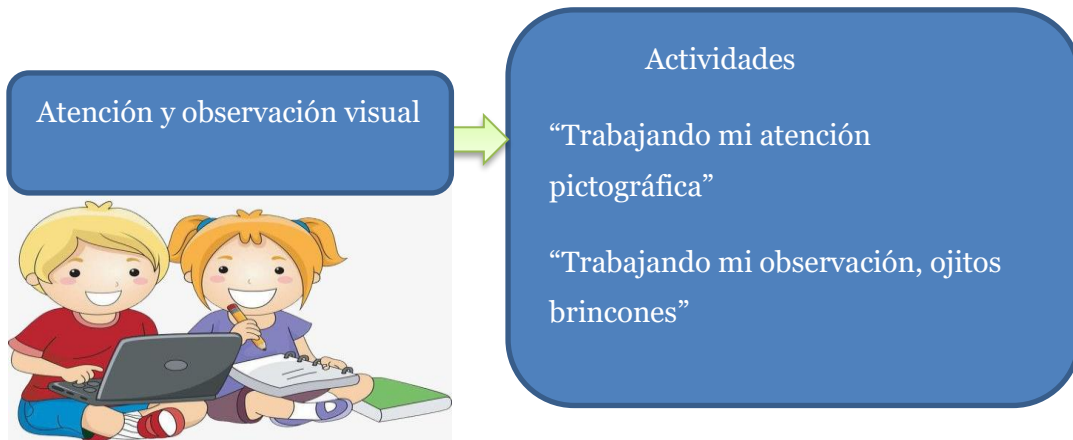 Atención y observación visual
Actividades
“Trabajando mi atención
pictográfica”
“Trabajando mi observación, ojitos
brincones”